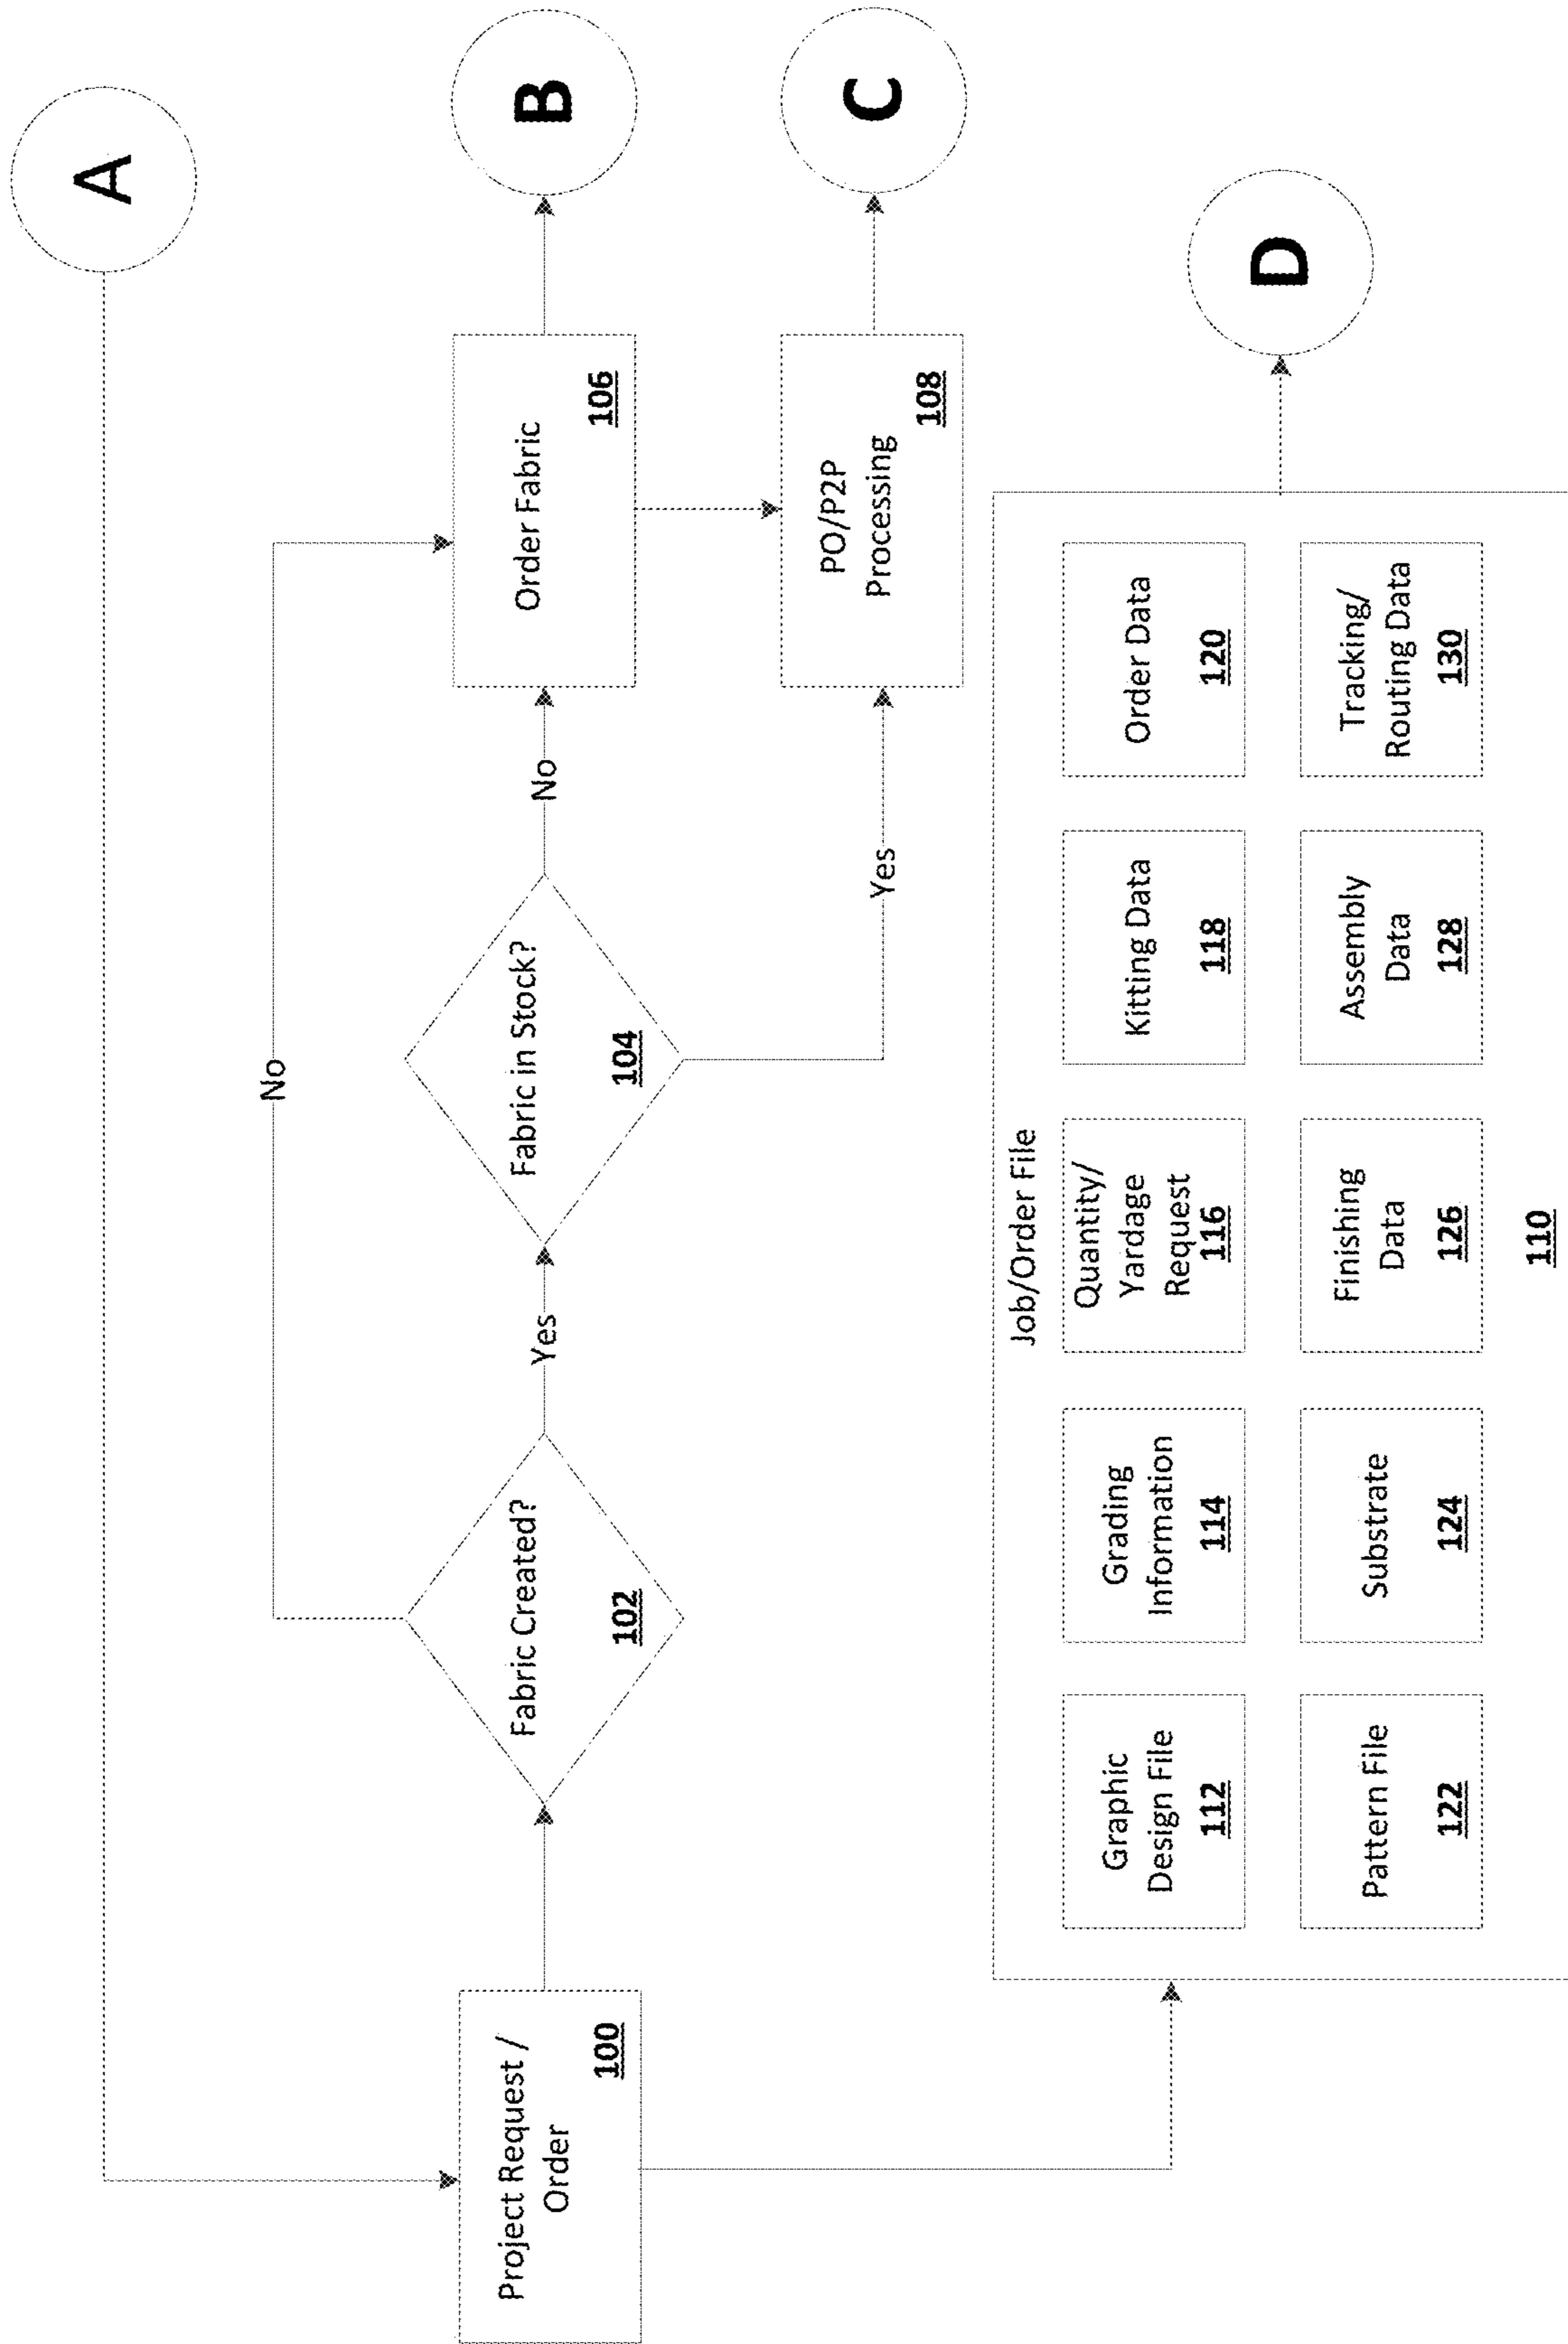 A
No
Project Request /
Order
100
Fabric Created?
102
Yes
Fabric in Stock?
104
No
Order Fabric
106
B
Yes
PO/P2P
Processing
108
C
Job/Order File
Graphic
Design File
112
Grading
Information
114
Quantity/
Yardage
Request
116
Kitting Data
118
Order Data
120
Pattern File
122
Substrate
124
Finishing
Data
126
Assembly
Data
128
Tracking/
Routing Data
130
110
D